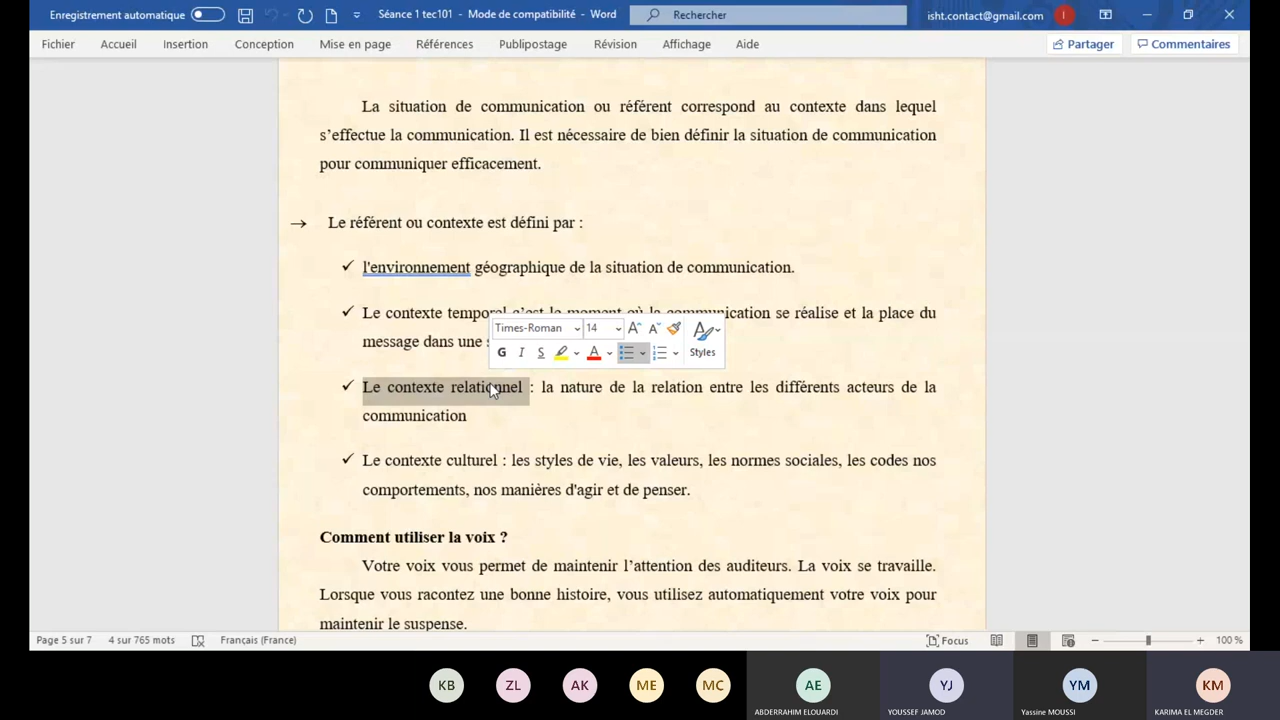 Enregistrement automatique
Séance 1 tec101 - Mode de compatibilité - Word
Rechercher
isht.contact@gmail.com
I
Fichier Accueil Insertion Conception Mise en page Références Publipostage Révision Affichage Aide
Partager Commentaires
La situation de communication ou référent correspond au contexte dans lequel
s’effectue la communication. Il est nécessaire de bien définir la situation de communication
pour communiquer efficacement.
→ Le référent ou contexte est défini par :
✓ l'environnement géographique de la situation de communication.
✓ Le contexte temporel c’est le moment où la communication se réalise et la place du
message dans une s
Times-Roman 14 A A Styles
G I S A
✓ Le contexte relationnel : la nature de la relation entre les différents acteurs de la
communication
✓ Le contexte culturel : les styles de vie, les valeurs, les normes sociales, les codes nos
comportements, nos manières d'agir et de penser.
Comment utiliser la voix ?
Votre voix vous permet de maintenir l’attention des auditeurs. La voix se travaille.
Lorsque vous racontez une bonne histoire, vous utilisez automatiquement votre voix pour
maintenir le suspense.
Page 5 sur 7 4 sur 765 mots Français (France) Focus 100 %
KB ZL AK ME MC AE YJ YM KM
ABDERRAHIM ELOUARDI YOUSSEF JAMOD Yassine MOUSSI KARIMA EL MEGDER